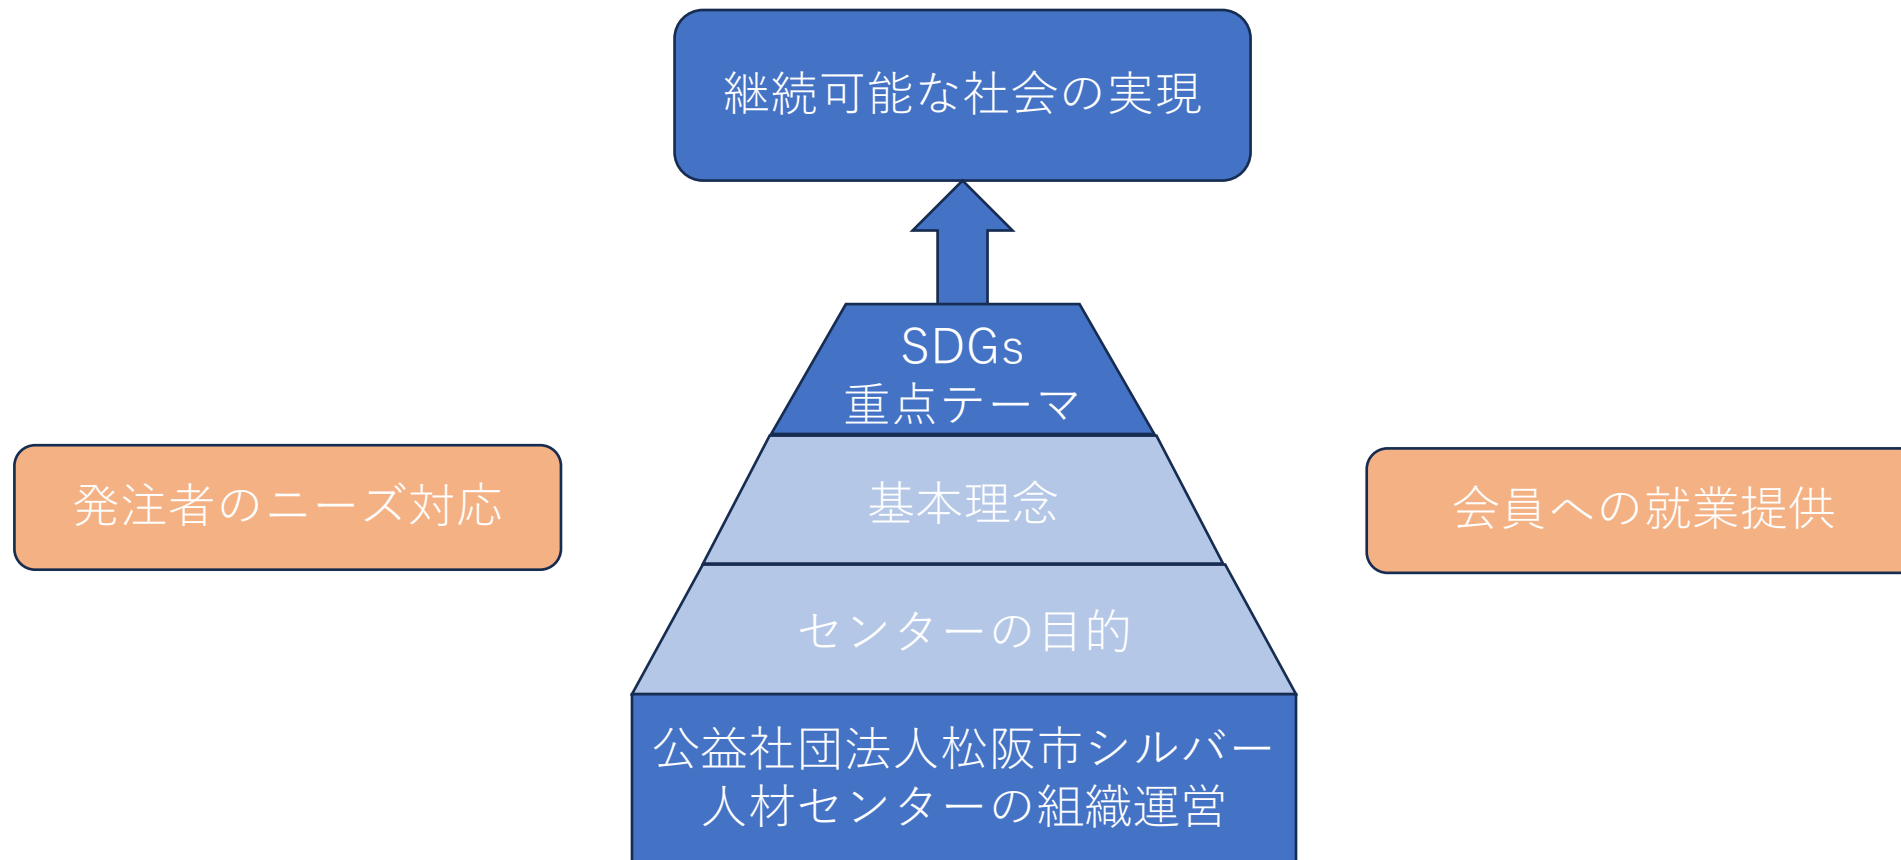 継続可能な社会の実現
SDGs
重点テーマ
基本理念
発注者のニーズ対応
会員への就業提供
センターの目的
公益社団法人松阪市シルバー
人材センターの組織運営